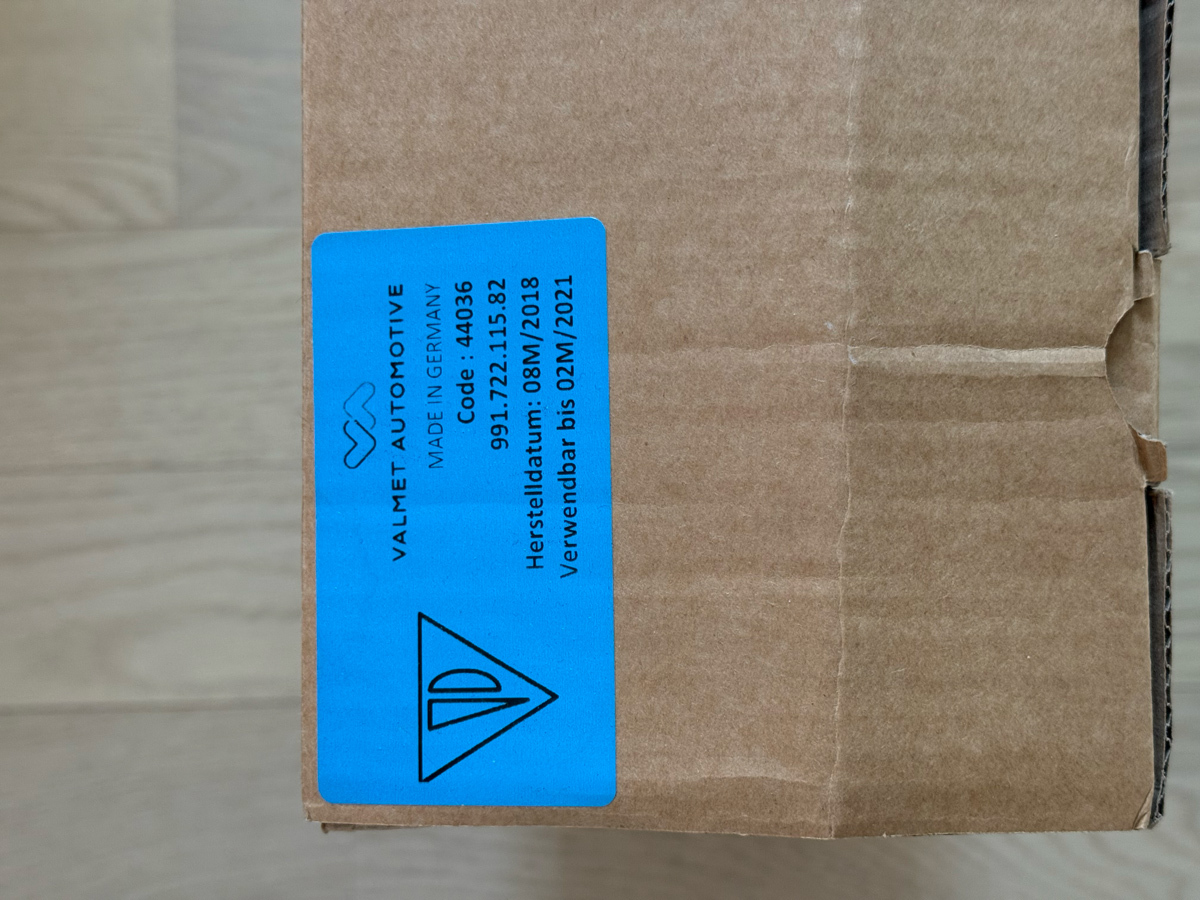 VALMET AUTOMOTIVE
MADE IN GERMANY
Code : 44036
991.722.115.82
Herstelldatum: 08M/2018
Verwendbar bis 02M/2021